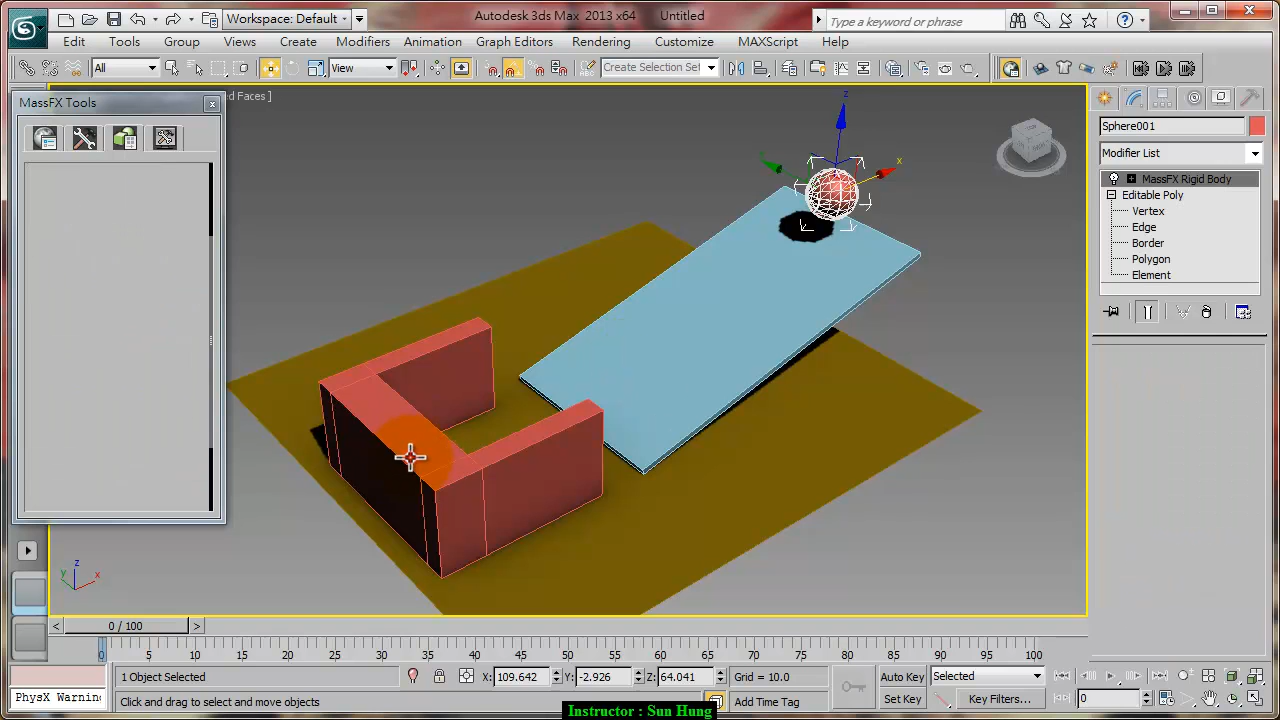 Workspace: Default
Autodesk 3ds Max 2013 x64 Untitled
Type a keyword or phrase
Edit Tools Group Views Create Modifiers Animation Graph Editors Rendering Customize MAXScript Help
All
View
Create Selection Set
MassFX Tools
ed Faces ]
Sphere001
Modifier List
MassFX Rigid Body
Editable Poly
Vertex
Edge
Border
Polygon
Element
z
x
z
y
x
0 / 100
0 5 10 15 20 25 30 35 40 45 50 55 60 65 70 75 80 85 90 95 100
1 Object Selected
X: 109.642 Y: -2.926 Z: 64.041 Grid = 10.0
Auto Key Selected
PhysX Warning
Click and drag to select and move objects
Add Time Tag
Set Key
Key Filters...
0
Instructor : Sun Hung